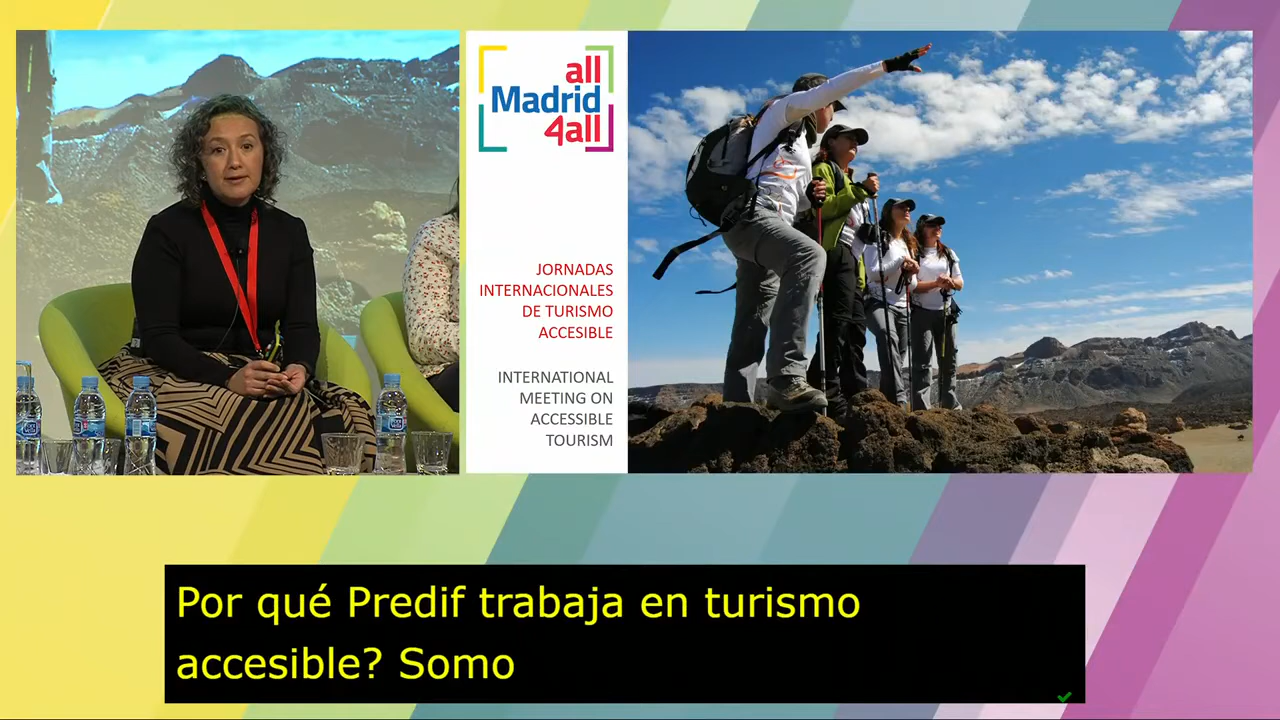 all
Madrid
4all
JORNADAS
INTERNACIONALES
DE TURISMO
ACCESIBLE
INTERNATIONAL
MEETING ON
ACCESSIBLE
TOURISM
Por qué Predif trabaja en turismo
accesible? Somo